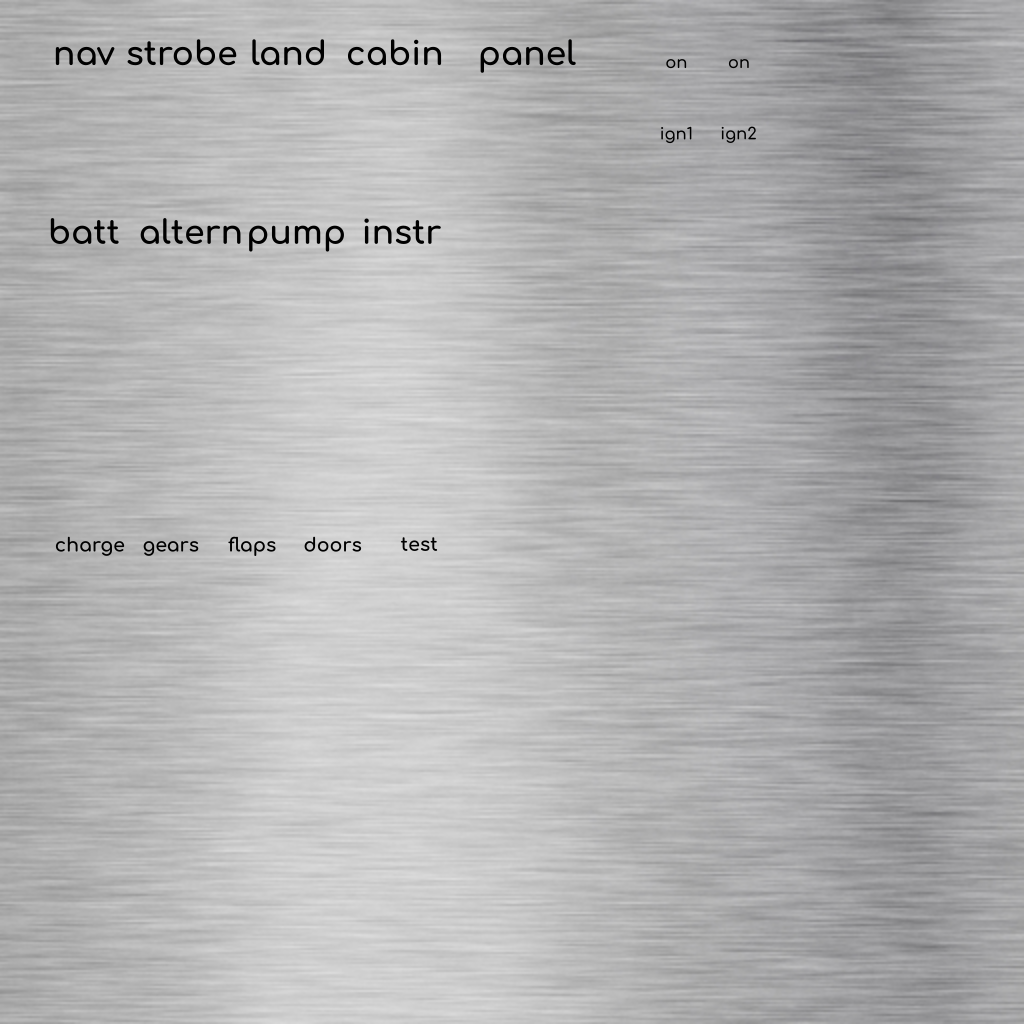 nav strobe land cabin panel on on
ign1 ign2
batt altern pump instr
charge gears flaps doors test